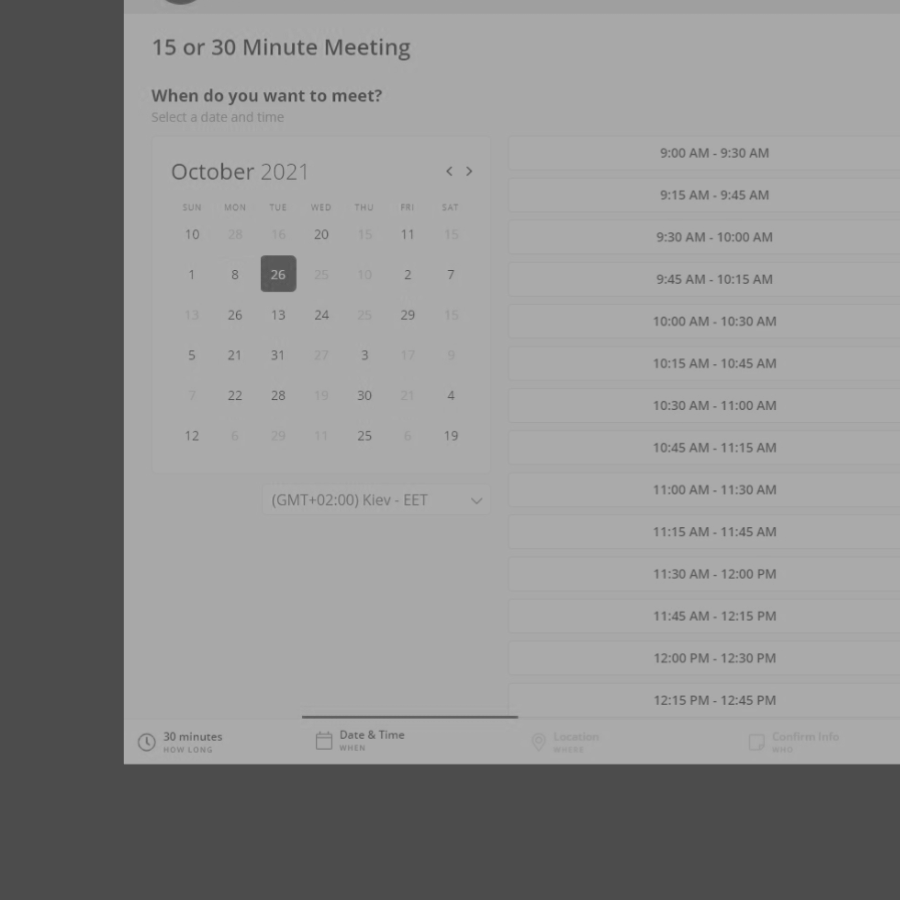 15 or 30 Minute Meeting
When do you want to meet?
Select a date and time
October 2021
SUN MON TUE WED THU FRI SAT
10 28 16 20 15 11 15
1 8 26 25 10 2 7
13 26 13 24 25 29 15
5 21 31 27 3 17 9
7 22 28 19 30 21 4
12 6 29 11 25 6 19
(GMT+02:00) Kiev - EET
9:00 AM - 9:30 AM
9:15 AM - 9:45 AM
9:30 AM - 10:00 AM
9:45 AM - 10:15 AM
10:00 AM - 10:30 AM
10:15 AM - 10:45 AM
10:30 AM - 11:00 AM
10:45 AM - 11:15 AM
11:00 AM - 11:30 AM
11:15 AM - 11:45 AM
11:30 AM - 12:00 PM
11:45 AM - 12:15 PM
12:00 PM - 12:30 PM
12:15 PM - 12:45 PM
30 minutes
HOW LONG
Date & Time
WHEN
Location
WHERE
Confirm Info
WHO